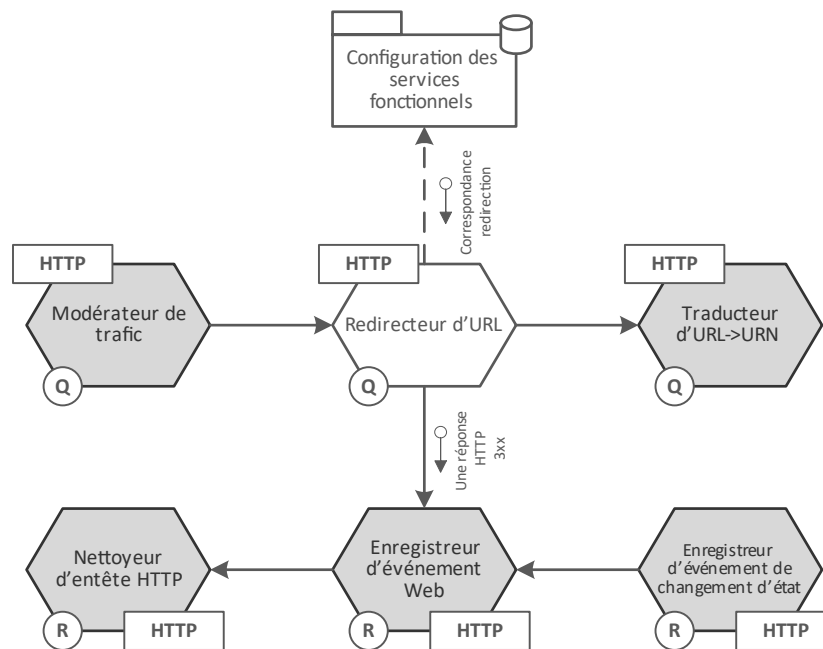 Configuration des
services
fonctionnels
Correspondance
redirection
HTTP
Modérateur de
trafic
Q
HTTP
Redirecteur d'URL
Q
HTTP
Traducteur
d'URL->URN
Q
Une réponse
HTTP
3xx
Nettoyeur
d'entête HTTP
R
HTTP
Enregistreur
d'événement
Web
R
HTTP
Enregistreur
d'événement de
changement d'état
R
HTTP